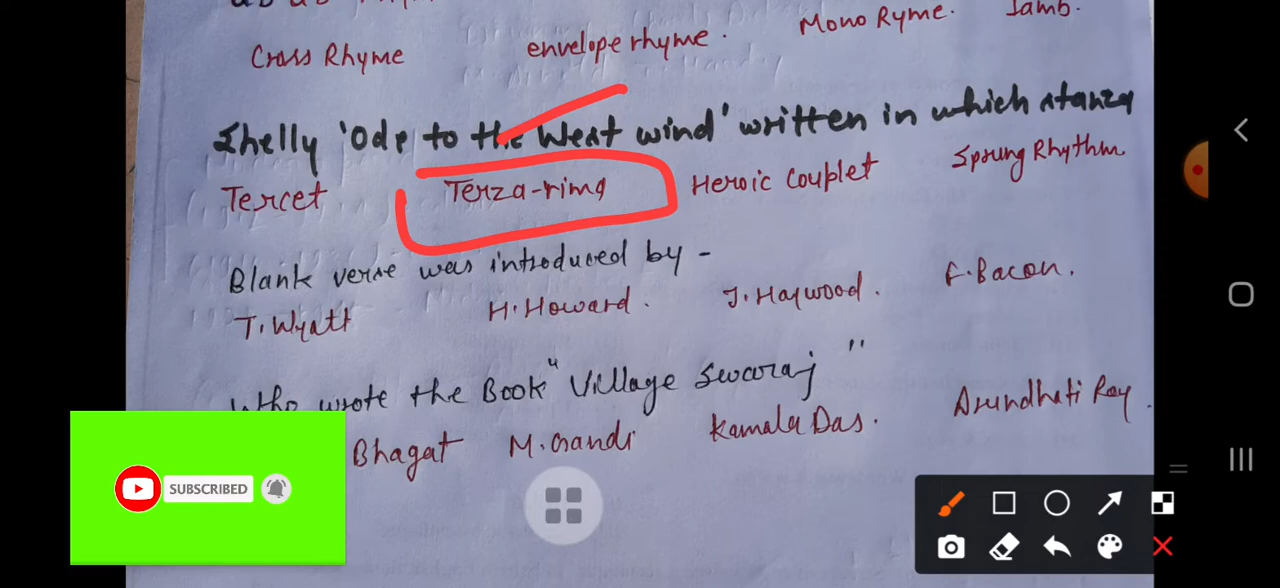 Cross Rhyme envelope rhyme. Mono Ryme. Iamb.
Shelly 'Ode to the West wind' written in which stanza
Tercet Terza-rima Heroic Couplet Sprung Rhythm
Blank verse was introduced by -
T. Wyatt H. Howard. J. Haywood. F. Bacon.
Who wrote the Book "Village Swaraj"
Bhagat M. Gandi Kamala Das. Arundhati Roy.
SUBSCRIBED